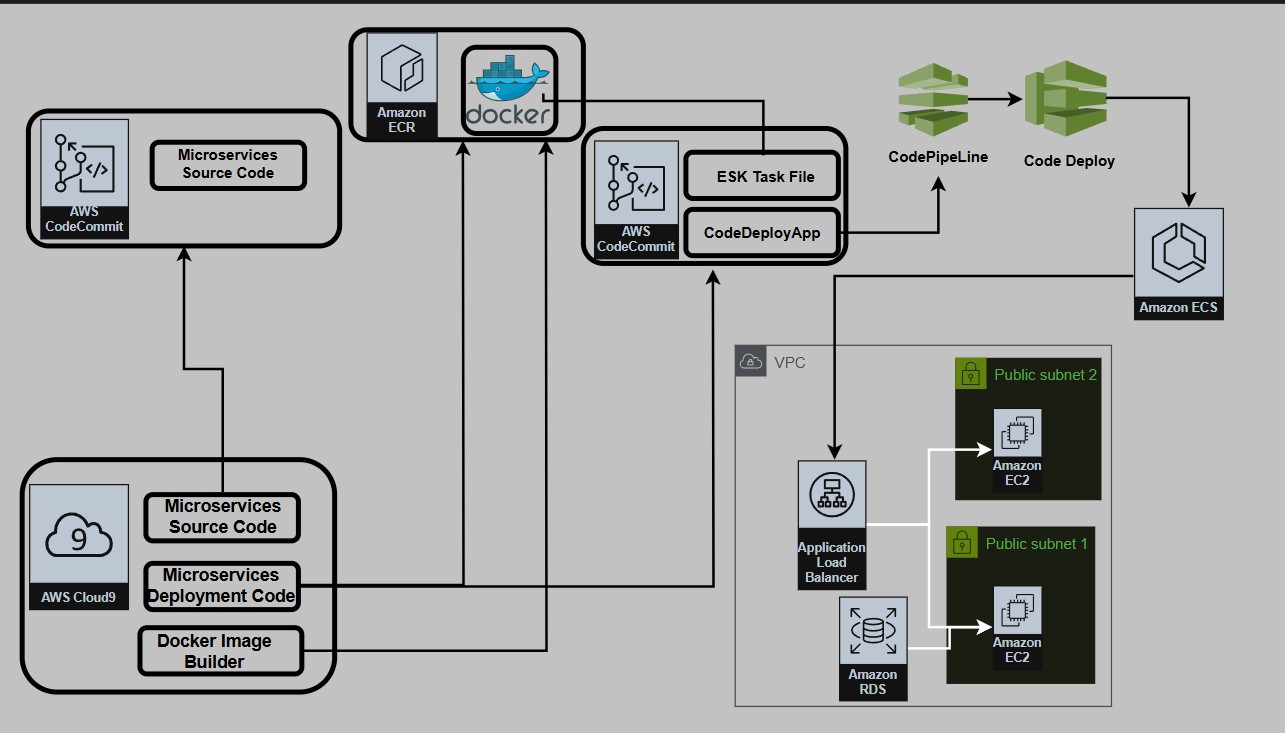 Amazon
ECR
docker
Microservices
Source Code
AWS
CodeCommit
ESK Task File
CodeDeployApp
AWS
CodeCommit
CodePipeLine
Code Deploy
Amazon ECS
VPC
Public subnet 2
Amazon
EC2
Application
Load
Balancer
Public subnet 1
Amazon
EC2
Amazon
RDS
9
AWS Cloud9
Microservices
Source Code
Microservices
Deployment Code
Docker Image
Builder